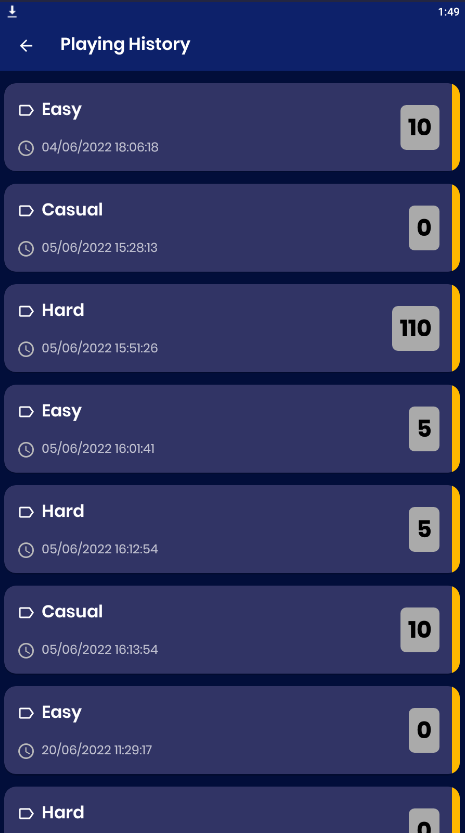 1:49
Playing History
Easy
10
04/06/2022 18:06:18
Casual
0
05/06/2022 15:28:13
Hard
110
05/06/2022 15:51:26
Easy
5
05/06/2022 16:01:41
Hard
5
05/06/2022 16:12:54
Casual
10
05/06/2022 16:13:54
Easy
0
20/06/2022 11:29:17
Hard